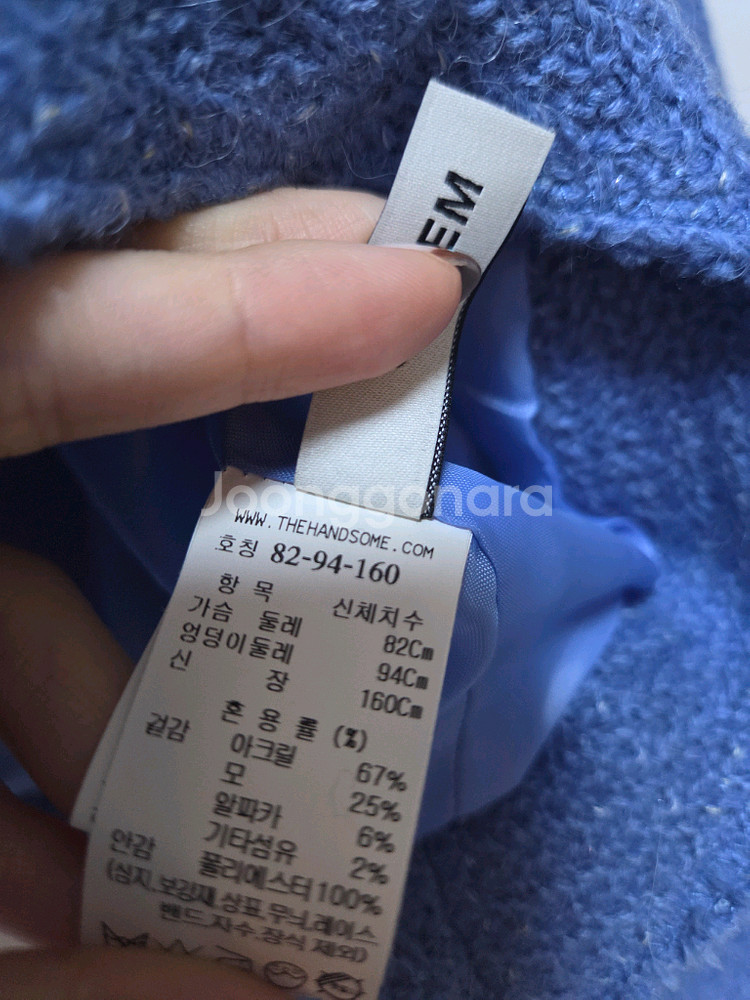 EM
Joonggonara
WWW.THEHANDSOME.COM
호칭 82-94-160
항 목 신체치수
가슴 둘레 82Cm
엉덩이둘레 94Cm
신 장 160Cm
혼 용 률 (%)
겉감 아크릴 67%
모 25%
알파카 6%
기타섬유 2%
안감 폴리에스터100%
(심지.보강재.상표.무늬.레이스
밴드.자수.장식 제외)